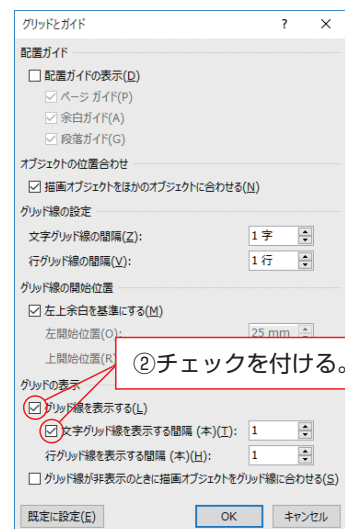 グリッドとガイド ? ×
配置ガイド
配置ガイドの表示(D)
ページ ガイド(P)
余白ガイド(A)
段落ガイド(G)
オブジェクトの位置合わせ
描画オブジェクトをほかのオブジェクトに合わせる(N)
グリッド線の設定
文字グリッド線の間隔(Z): 1 字
行グリッド線の間隔(V): 1 行
グリッド線の開始位置
左上余白を基準にする(M)
左開始位置(O): 25 mm
上開始位置(R)
②チェックを付ける。
グリッドの表示
グリッド線を表示する(L)
文字グリッド線を表示する間隔 (本)(T): 1
行グリッド線を表示する間隔 (本)(H): 1
グリッド線が非表示のときに描画オブジェクトをグリッド線に合わせる(S)
既定に設定(E) OK キャンセル